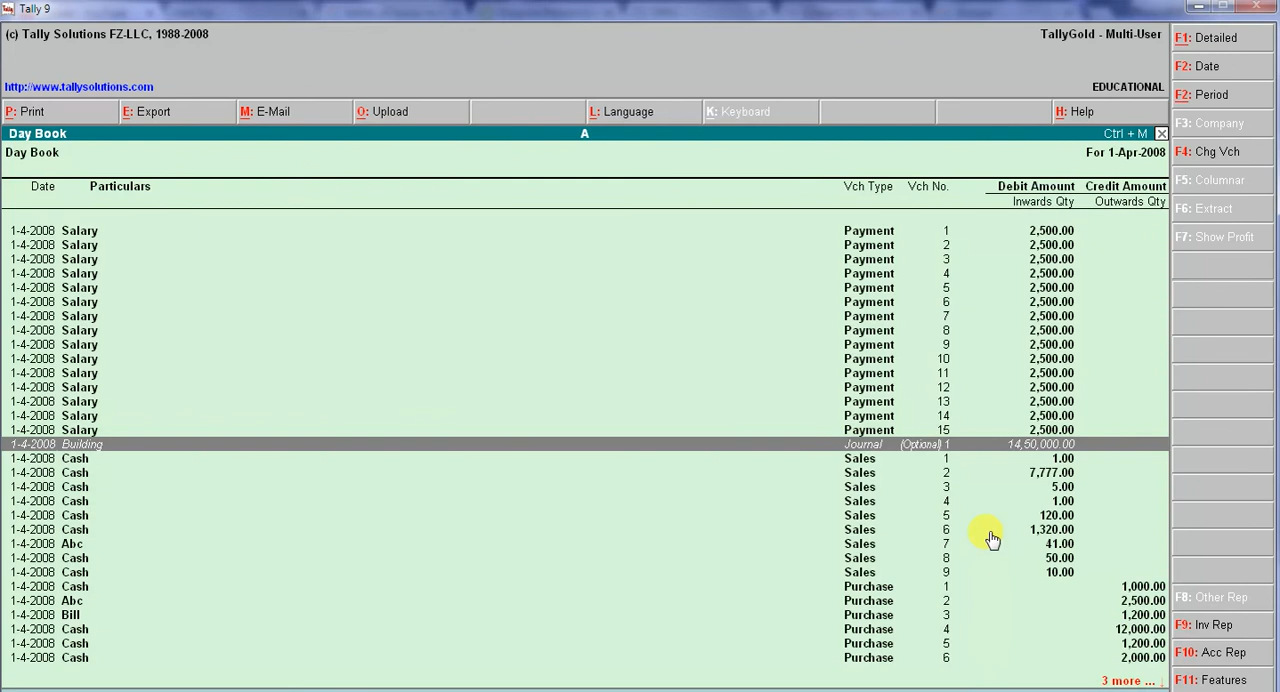 Tally 9
(c) Tally Solutions FZ-LLC, 1988-2008 TallyGold - Multi-User
http://www.tallysolutions.com EDUCATIONAL
P: Print E: Export M: E-Mail O: Upload L: Language K: Keyboard H: Help
Day Book A Ctrl + M
Day Book For 1-Apr-2008
Date Particulars Vch Type Vch No. Debit Amount Credit Amount
Inwards Qty Outwards Qty
1-4-2008 Salary Payment 1 2,500.00
1-4-2008 Salary Payment 2 2,500.00
1-4-2008 Salary Payment 3 2,500.00
1-4-2008 Salary Payment 4 2,500.00
1-4-2008 Salary Payment 5 2,500.00
1-4-2008 Salary Payment 6 2,500.00
1-4-2008 Salary Payment 7 2,500.00
1-4-2008 Salary Payment 8 2,500.00
1-4-2008 Salary Payment 9 2,500.00
1-4-2008 Salary Payment 10 2,500.00
1-4-2008 Salary Payment 11 2,500.00
1-4-2008 Salary Payment 12 2,500.00
1-4-2008 Salary Payment 13 2,500.00
1-4-2008 Salary Payment 14 2,500.00
1-4-2008 Salary Payment 15 2,500.00
1-4-2008 Building Journal (Optional) 1 14,50,000.00
1-4-2008 Cash Sales 1 1.00
1-4-2008 Cash Sales 2 7,777.00
1-4-2008 Cash Sales 3 5.00
1-4-2008 Cash Sales 4 1.00
1-4-2008 Cash Sales 5 120.00
1-4-2008 Cash Sales 6 1,320.00
1-4-2008 Abc Sales 7 41.00
1-4-2008 Cash Sales 8 50.00
1-4-2008 Cash Sales 9 10.00
1-4-2008 Cash Purchase 1 1,000.00
1-4-2008 Abc Purchase 2 2,500.00
1-4-2008 Bill Purchase 3 1,200.00
1-4-2008 Cash Purchase 4 12,000.00
1-4-2008 Cash Purchase 5 1,200.00
1-4-2008 Cash Purchase 6 2,000.00
3 more ... ↓
F1: Detailed
F2: Date
F2: Period
F3: Company
F4: Chg Vch
F5: Columnar
F6: Extract
F7: Show Profit
F8: Other Rep
F9: Inv Rep
F10: Acc Rep
F11: Features